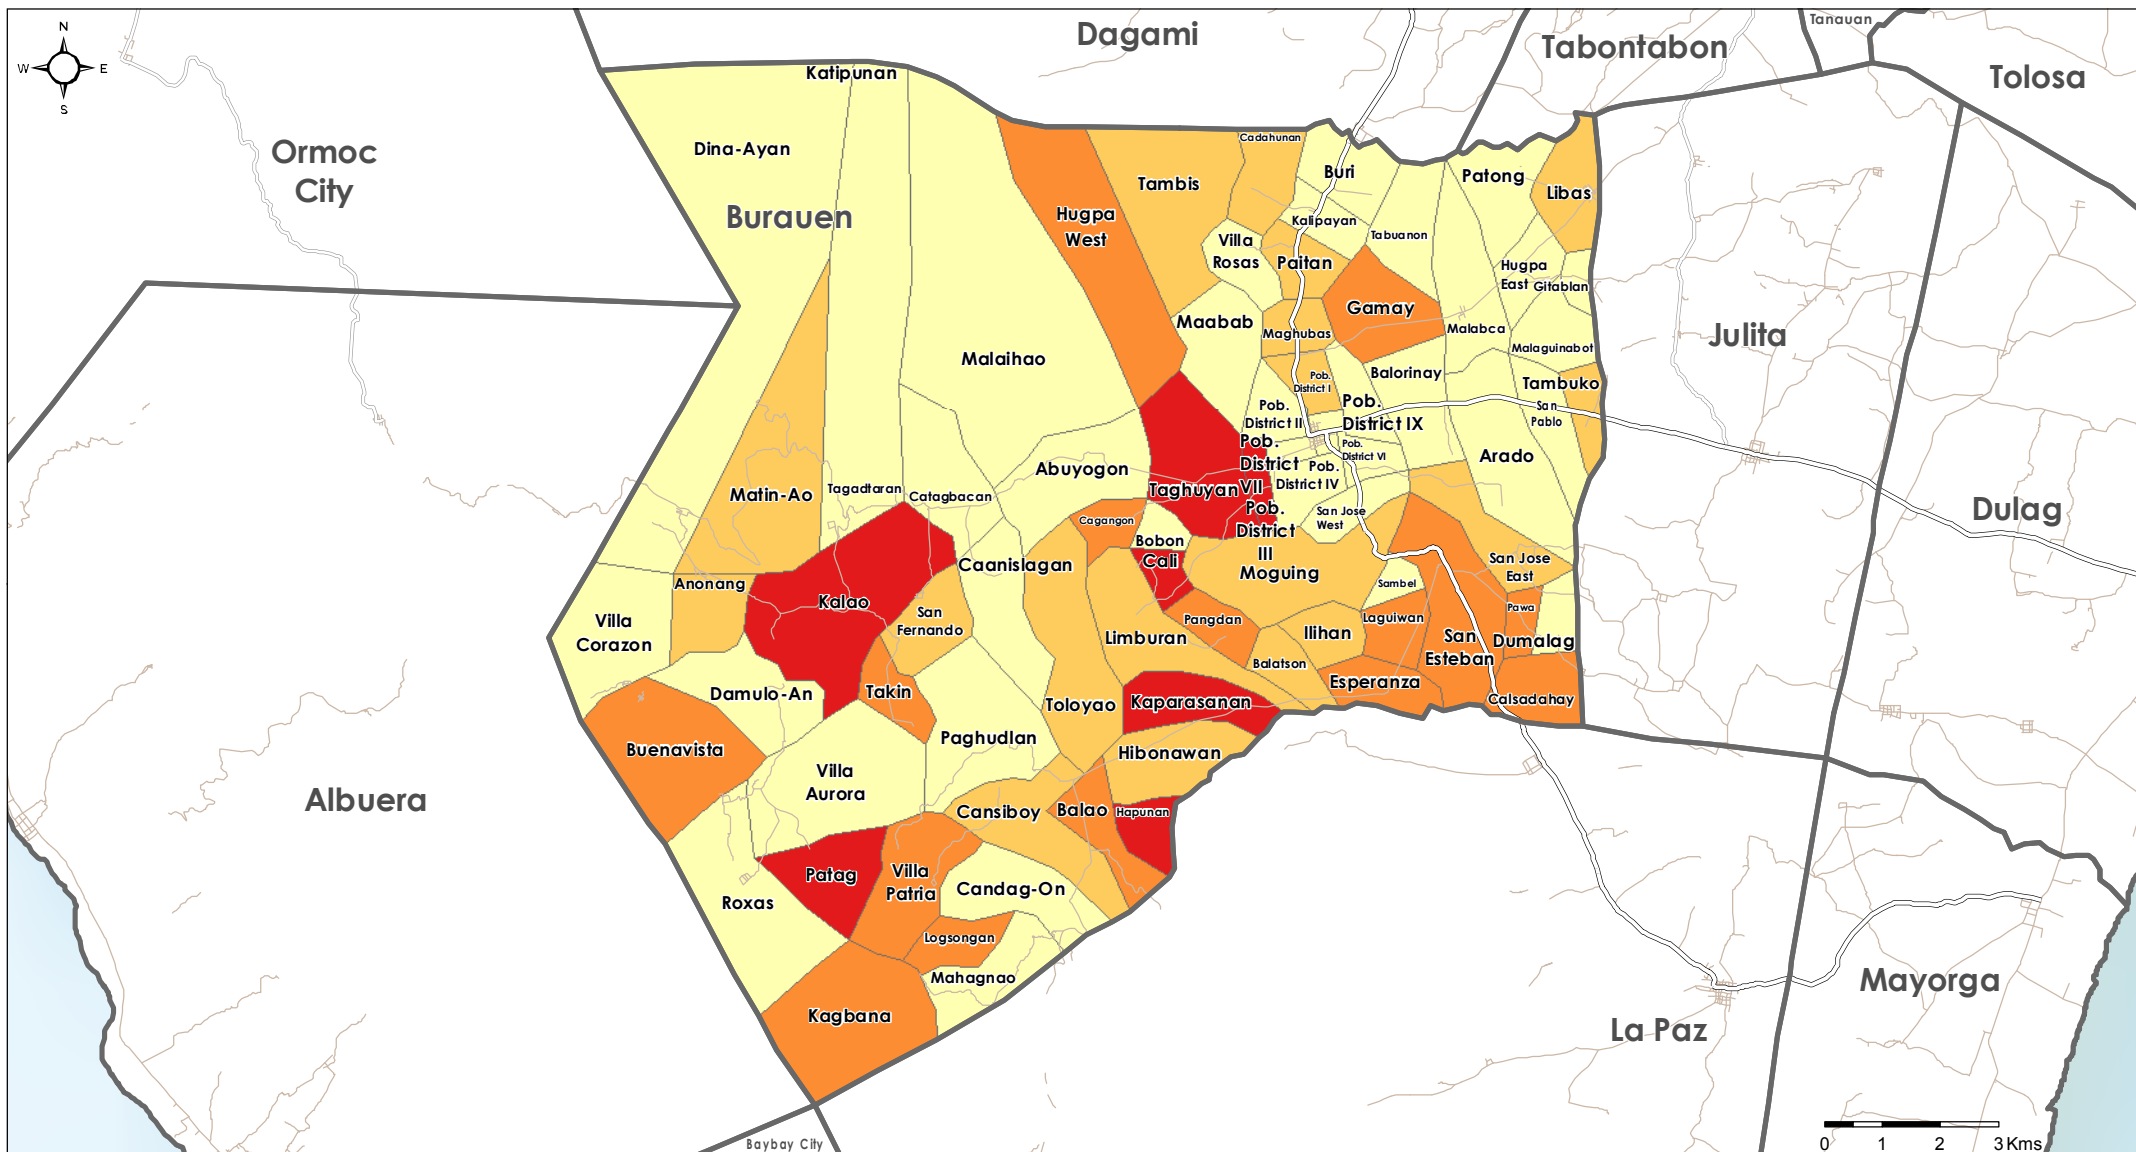 Dagami
Tabontabon
Tanauan
Tolosa
N
W E
S
Katipunan
Ormoc
City
Dina-Ayan
Burauen
Cadahunan
Tambis
Buri
Patong
Libas
Hugpa
West
Kalipayan
Tabuanon
Villa
Rosas
Paitan
Hugpa
East
Gitablan
Gamay
Maabab
Maghubas
Malabca
Malaguinabot
Julita
Malaihao
Pob.
District I
Balorinay
Tambuko
San
Pablo
Pob.
District II
Pob.
District IX
Pob.
District
VII
Pob.
District VI
Pob.
District IV
Arado
Abuyogon
Taghuyan
Matin-Ao
Tagadtaran
Catagbacan
Cagangon
Pob.
District
III
San Jose
West
Dulag
Bobon
Cali
Moguing
San Jose
East
Caanislagan
Anonang
Sambel
Kalao
San
Fernando
Pawa
Villa
Corazon
Pangdan
Laguiwan
Limburan
Ilihan
San
Esteban
Dumalag
Balatson
Damulo-An
Takin
Esperanza
Calsadahay
Toloyao
Kaparasanan
Buenavista
Paghudlan
Hibonawan
Villa
Aurora
Albuera
Cansiboy
Balao
Hapunan
Patag
Villa
Patria
Candag-On
Roxas
Logsongan
Mahagnao
Mayorga
Kagbana
La Paz
Baybay City
0 1 2 3 Kms